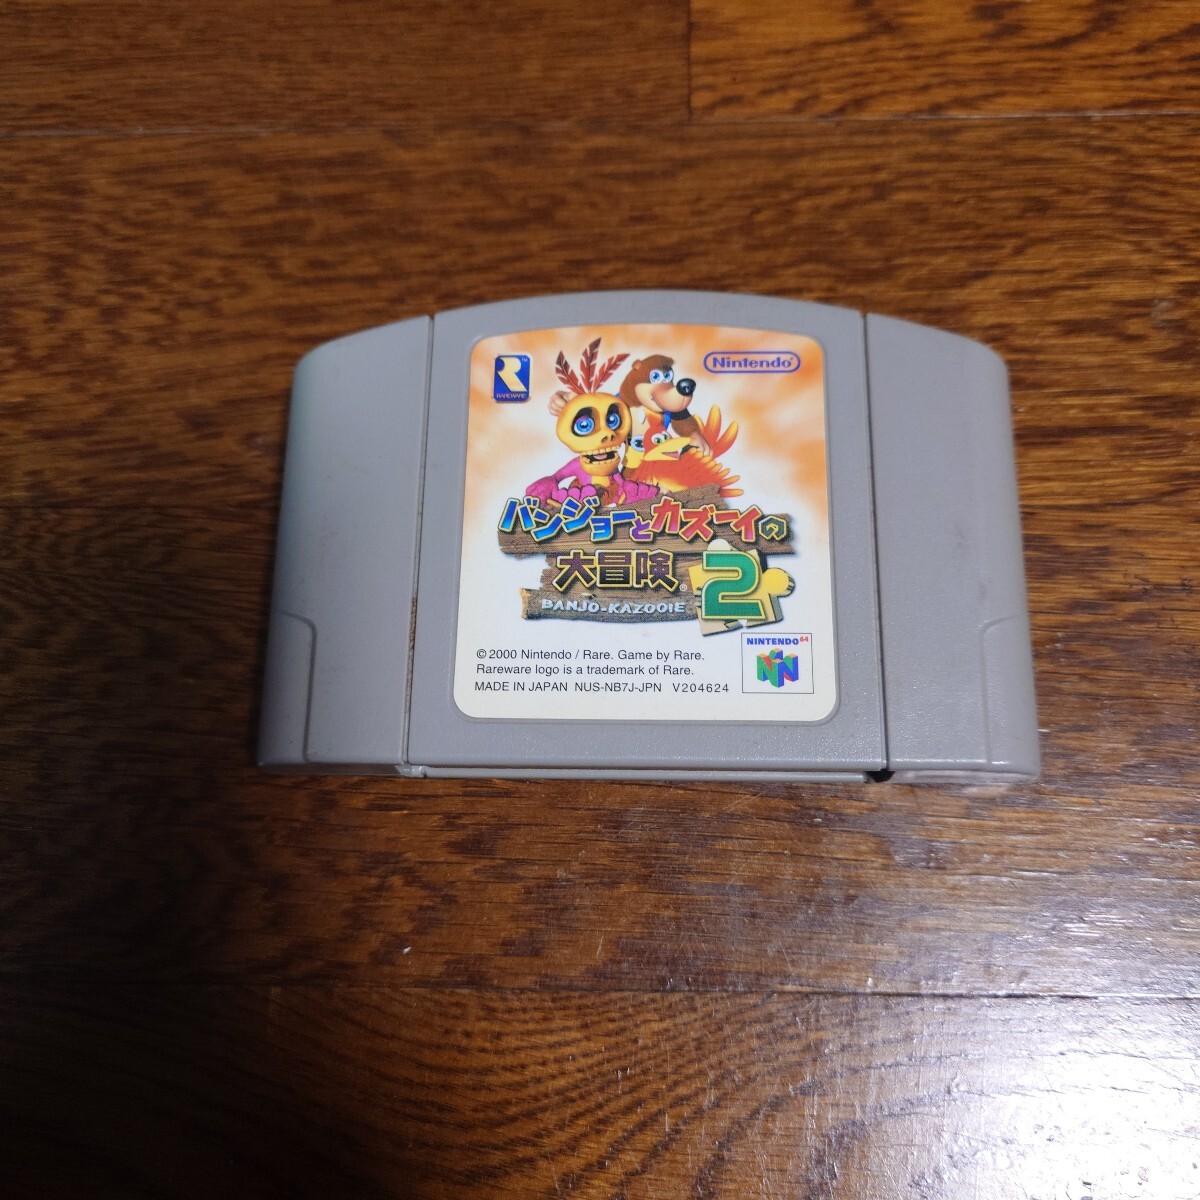 R™
RAREWARE
Nintendo®
バンジョーとカズーイの
大冒険®2
BANJO-KAZOOIE
© 2000 Nintendo / Rare. Game by Rare.
Rareware logo is a trademark of Rare.
MADE IN JAPAN NUS-NB7J-JPN V204624
NINTENDO64